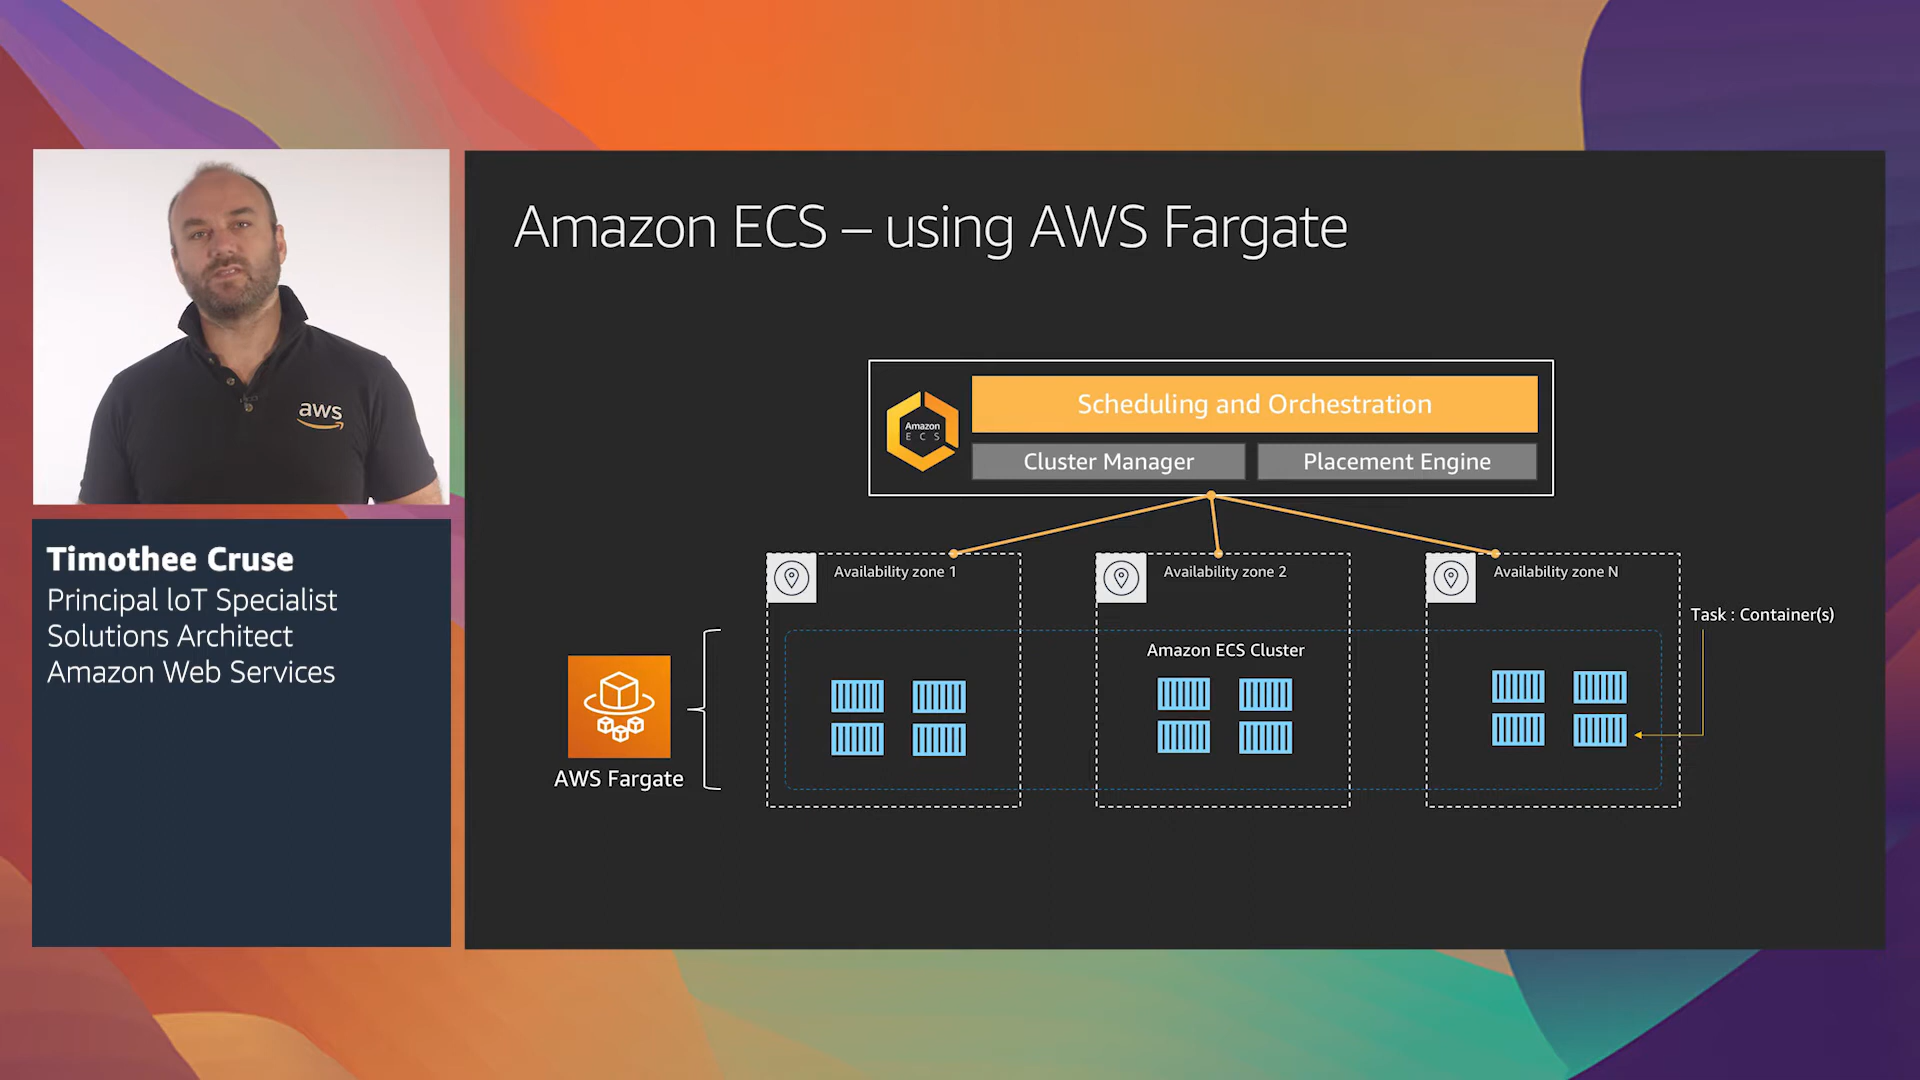 aws
Timothee Cruse
Principal IoT Specialist
Solutions Architect
Amazon Web Services
Amazon ECS – using AWS Fargate
Amazon
ECS
Scheduling and Orchestration
Cluster Manager
Placement Engine
Availability zone 1
Availability zone 2
Availability zone N
Task : Container(s)
Amazon ECS Cluster
AWS Fargate